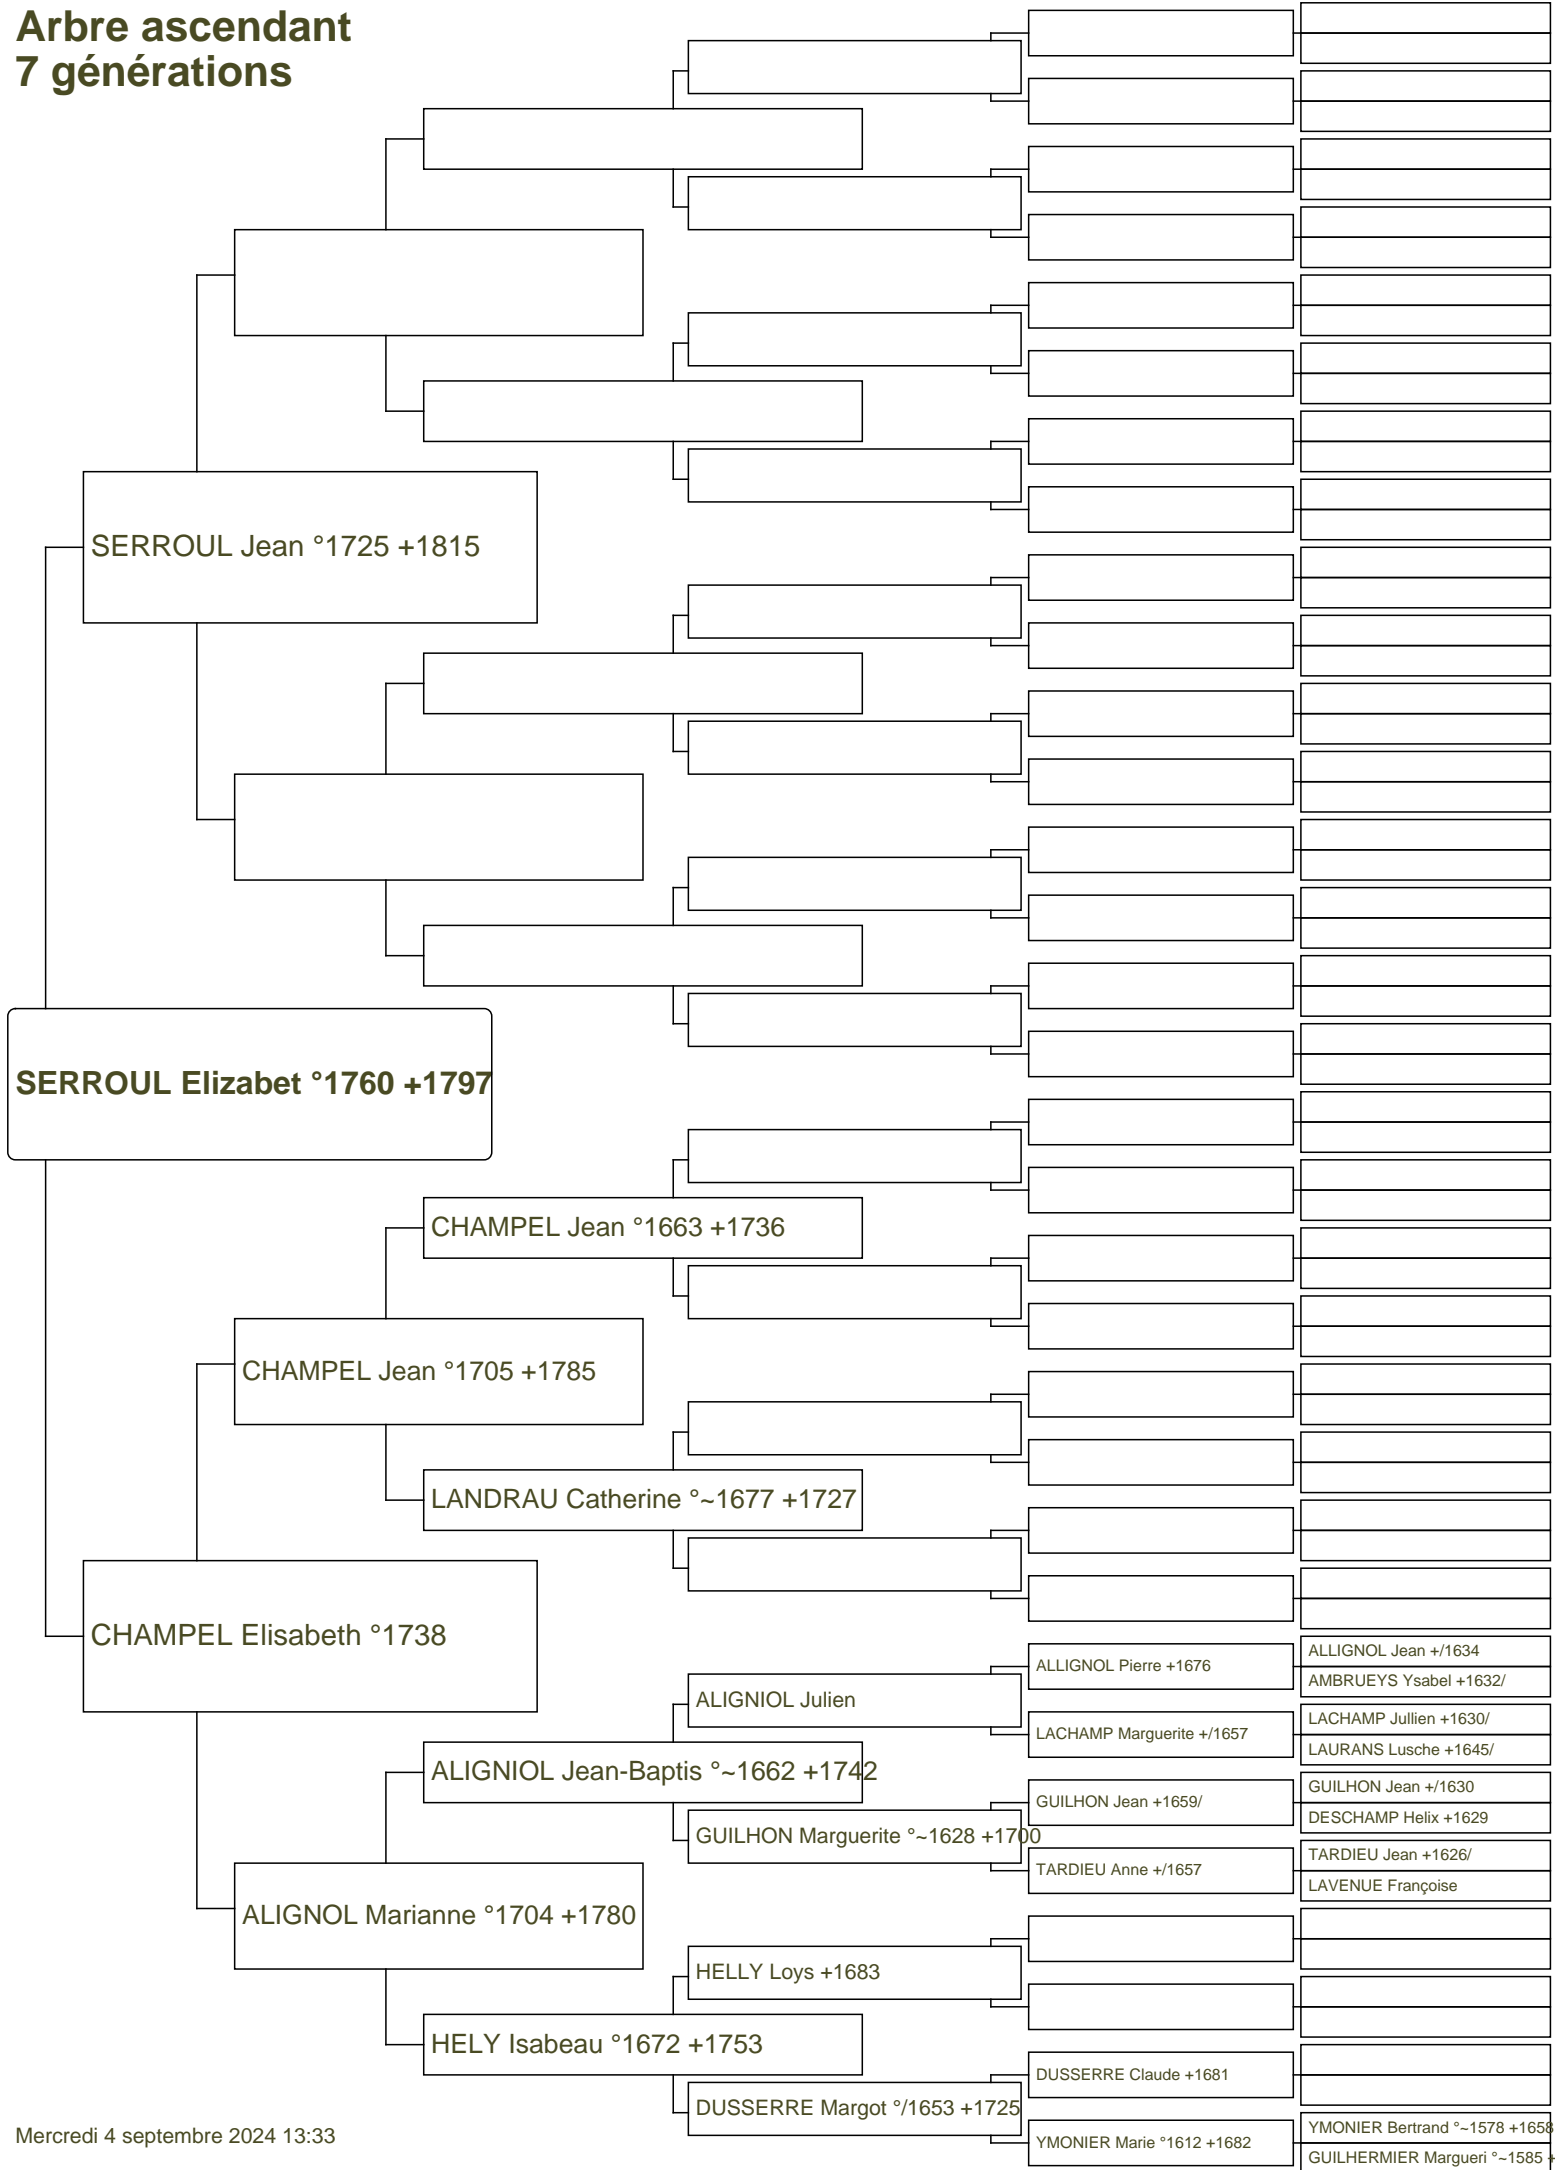 Arbre ascendant
7 générations
SERROUL Jean °1725 +1815
SERROUL Elizabet °1760 +1797
CHAMPEL Jean °1663 +1736
CHAMPEL Jean °1705 +1785
LANDRAU Catherine °~1677 +1727
CHAMPEL Elisabeth °1738
ALLIGNOL Jean +/1634
ALLIGNOL Pierre +1676
AMBRUEYS Ysabel +1632/
ALIGNIOL Julien
LACHAMP Jullien +1630/
LACHAMP Marguerite +/1657
LAURANS Lusche +1645/
ALIGNIOL Jean-Baptis °~1662 +1742
GUILHON Jean +/1630
GUILHON Jean +1659/
DESCHAMP Helix +1629
GUILHON Marguerite °~1628 +1700
TARDIEU Jean +1626/
TARDIEU Anne +/1657
LAVENUE Françoise
ALIGNOL Marianne °1704 +1780
HELLY Loys +1683
HELY Isabeau °1672 +1753
DUSSERRE Claude +1681
DUSSERRE Margot °/1653 +1725
YMONIER Bertrand °~1578 +1658
YMONIER Marie °1612 +1682
GUILHERMIER Margueri °~1585 +
Mercredi 4 septembre 2024 13:33